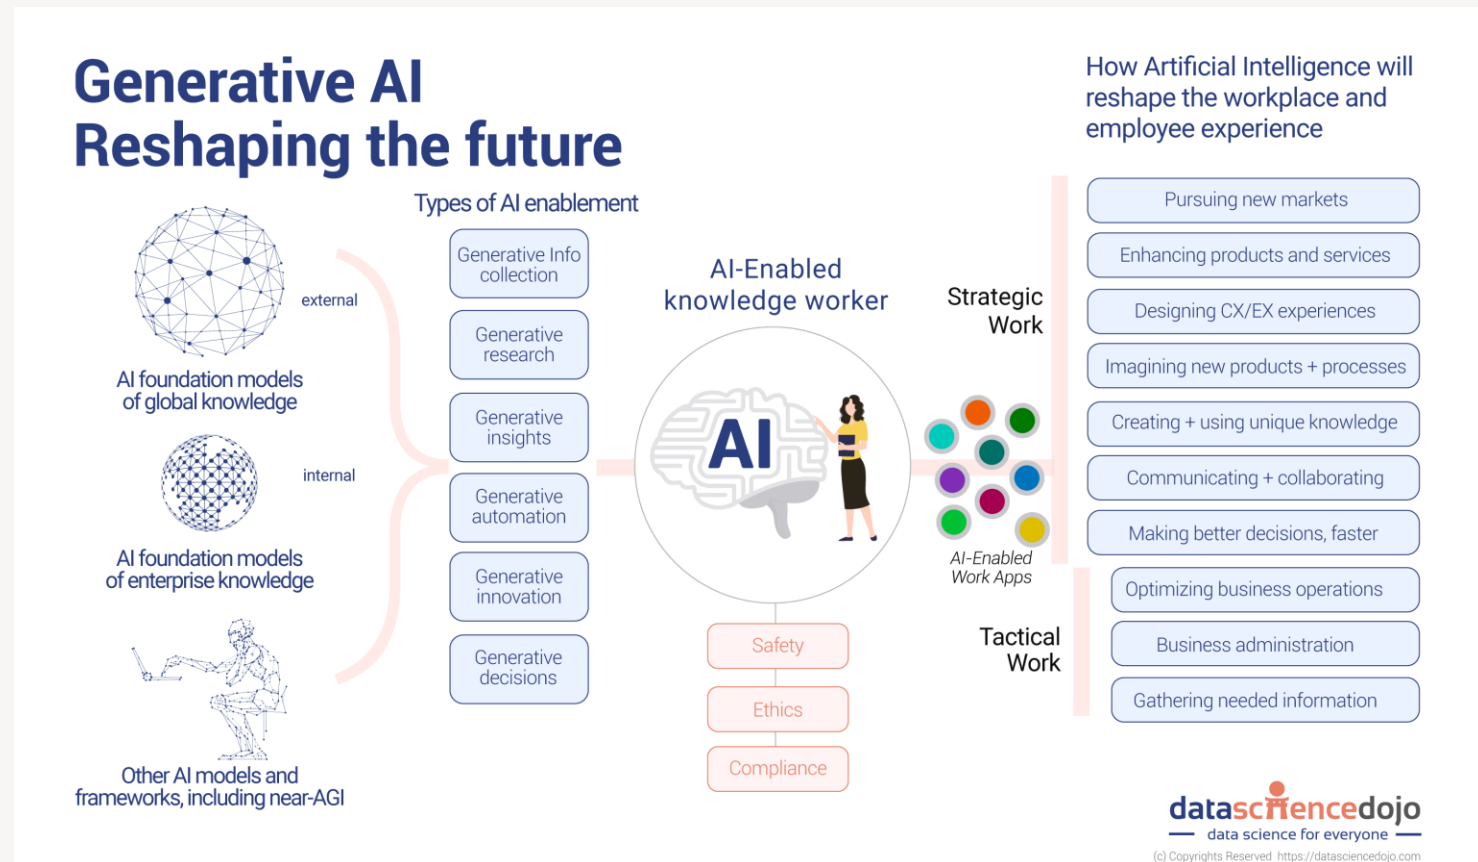 Generative AI
Reshaping the future
external
AI foundation models
of global knowledge
internal
AI foundation models
of enterprise knowledge
Other AI models and
frameworks, including near-AGI
Types of AI enablement
Generative Info
collection
Generative
research
Generative
insights
Generative
automation
Generative
innovation
Generative
decisions
AI-Enabled
knowledge worker
AI
Safety
Ethics
Compliance
Strategic
Work
AI-Enabled
Work Apps
Tactical
Work
How Artificial Intelligence will
reshape the workplace and
employee experience
Pursuing new markets
Enhancing products and services
Designing CX/EX experiences
Imagining new products + processes
Creating + using unique knowledge
Communicating + collaborating
Making better decisions, faster
Optimizing business operations
Business administration
Gathering needed information
datasciencedojo
data science for everyone
(c) Copyrights Reserved https://datasciencedojo.com